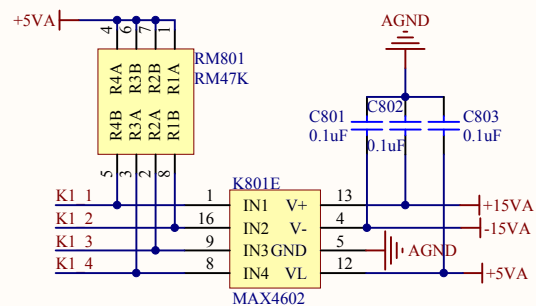 +5VA
AGND
4 6 7 1
R4A R3B R2B R1A
R4B R3A R2A R1B
RM801
RM47K
5 3 2 8
C801 C802 C803
0.1uF 0.1uF 0.1uF
K801E
K1_1 1 IN1 V+ 13 +15VA
K1_2 16 IN2 V- 4 -15VA
K1_3 9 IN3 GND 5 AGND
K1_4 8 IN4 VL 12 +5VA
MAX4602